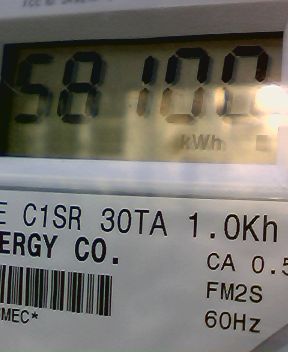 58100
kWh
E C1SR 30TA 1.0Kh
ERGY CO.
CA 0.5
FM2S
MEC*
60Hz